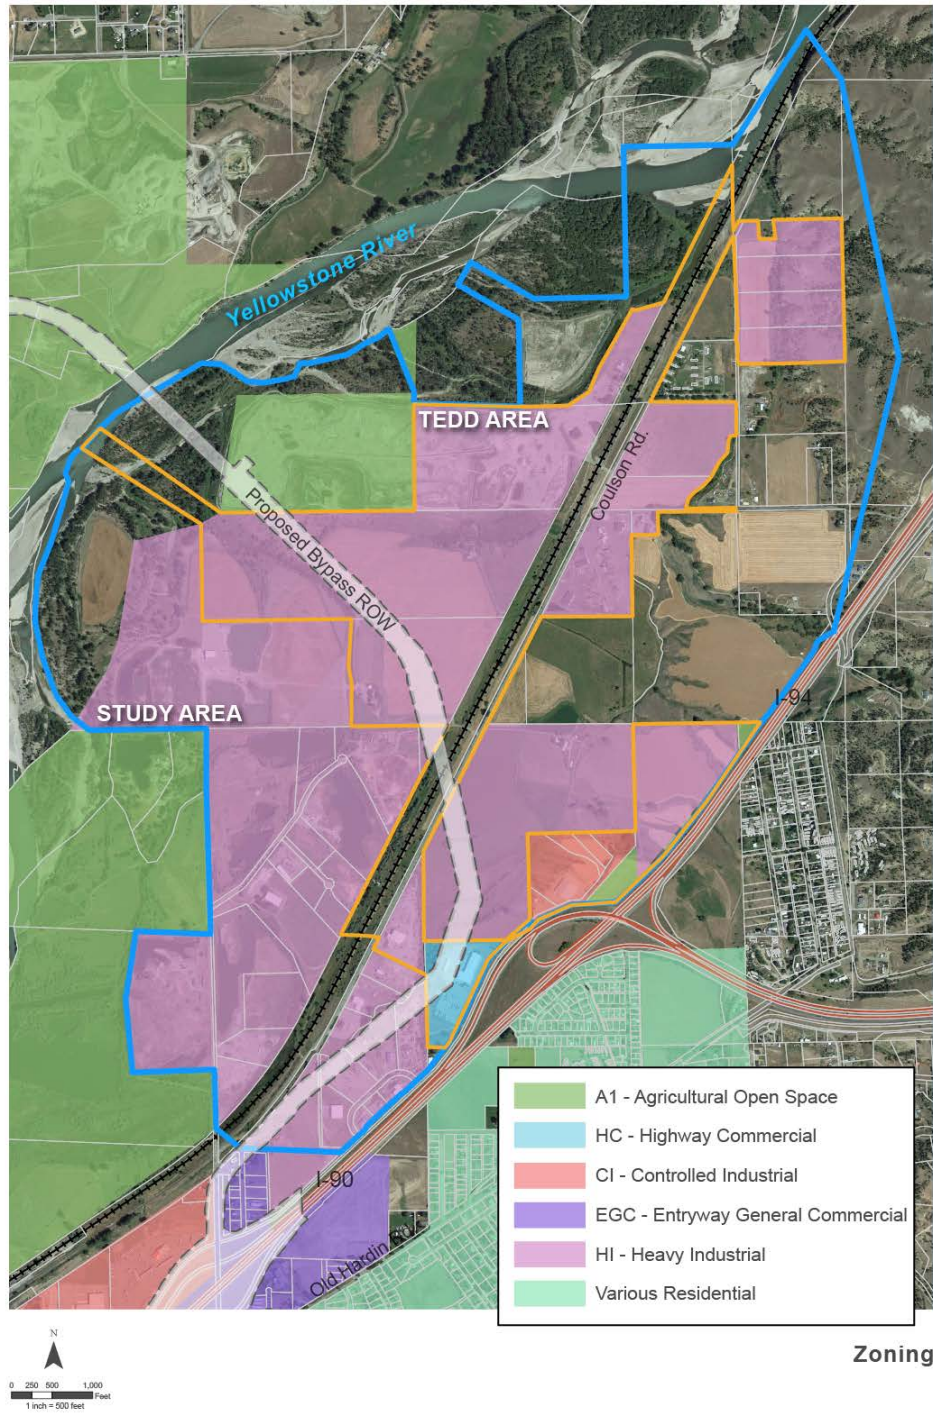 Yellowstone River
TEDD AREA
Coulson Rd.
Proposed Bypass ROW
STUDY AREA
I-94
I-90
Old Hardin Rd
A1 - Agricultural Open Space
HC - Highway Commercial
CI - Controlled Industrial
EGC - Entryway General Commercial
HI - Heavy Industrial
Various Residential
Zoning
N
0 250 500 1,000
Feet
1 inch = 500 feet